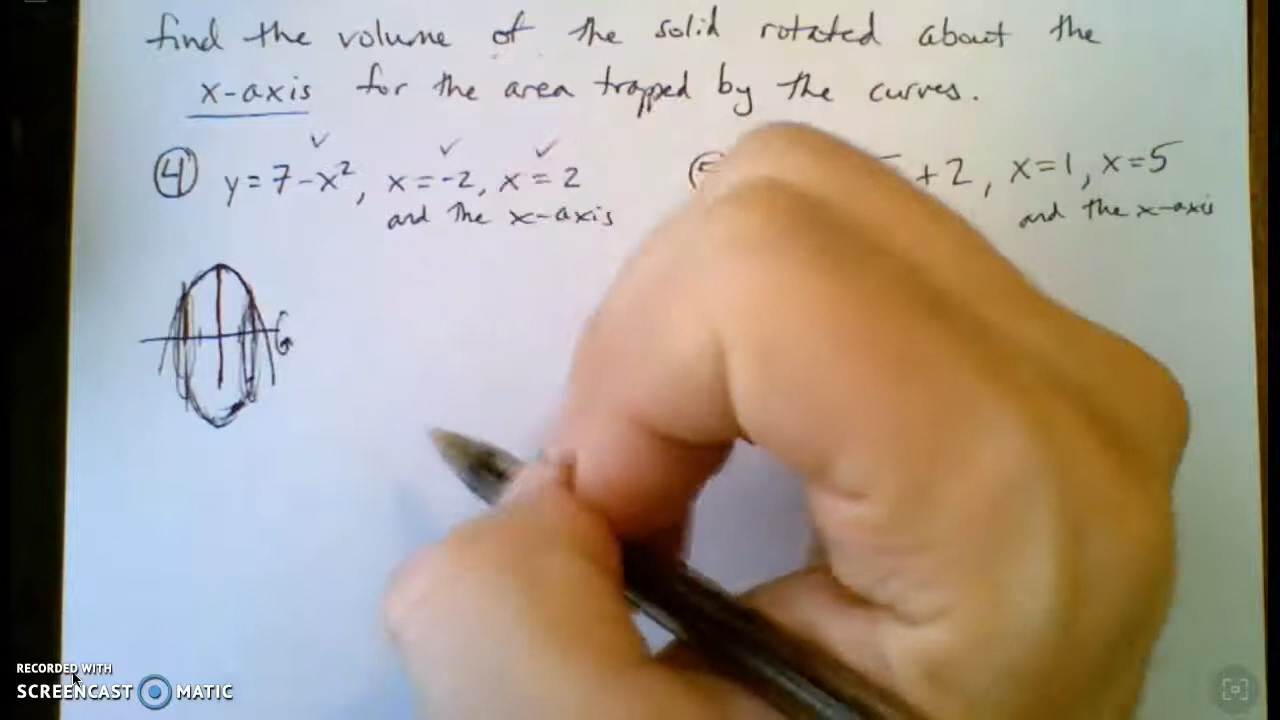 find the volume of the solid rotated about the
x-axis for the area trapped by the curves.
④ y=7-x², x=-2, x=2
and the x-axis
+2, x=1, x=5
and the x-axis
RECORDED WITH
SCREENCAST MATIC